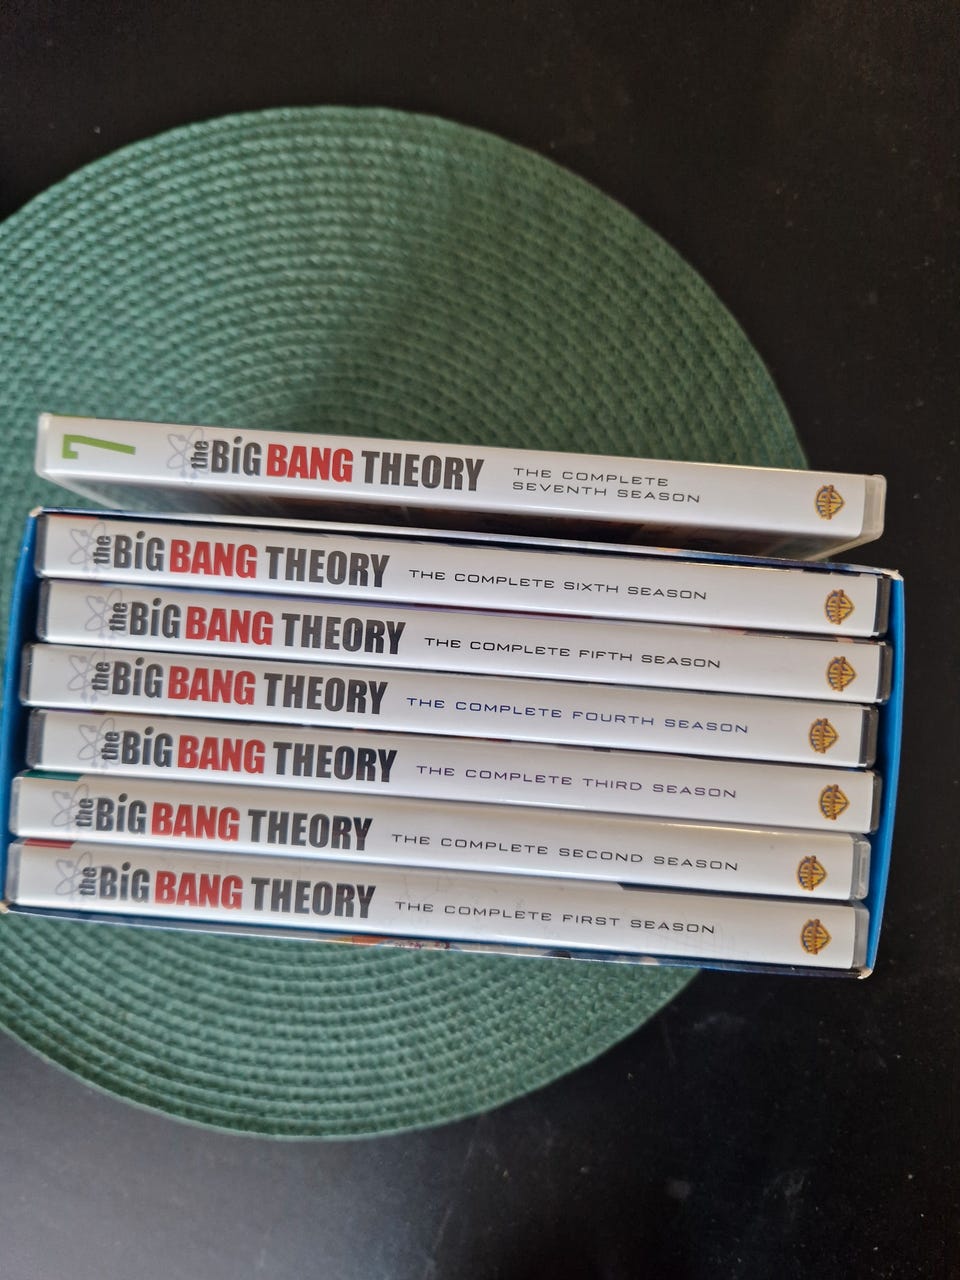 7 the BiG BANG THEORY THE COMPLETE
SEVENTH SEASON
the BiG BANG THEORY THE COMPLETE SIXTH SEASON
the BiG BANG THEORY THE COMPLETE FIFTH SEASON
the BiG BANG THEORY THE COMPLETE FOURTH SEASON
the BiG BANG THEORY THE COMPLETE THIRD SEASON
the BiG BANG THEORY THE COMPLETE SECOND SEASON
the BiG BANG THEORY THE COMPLETE FIRST SEASON